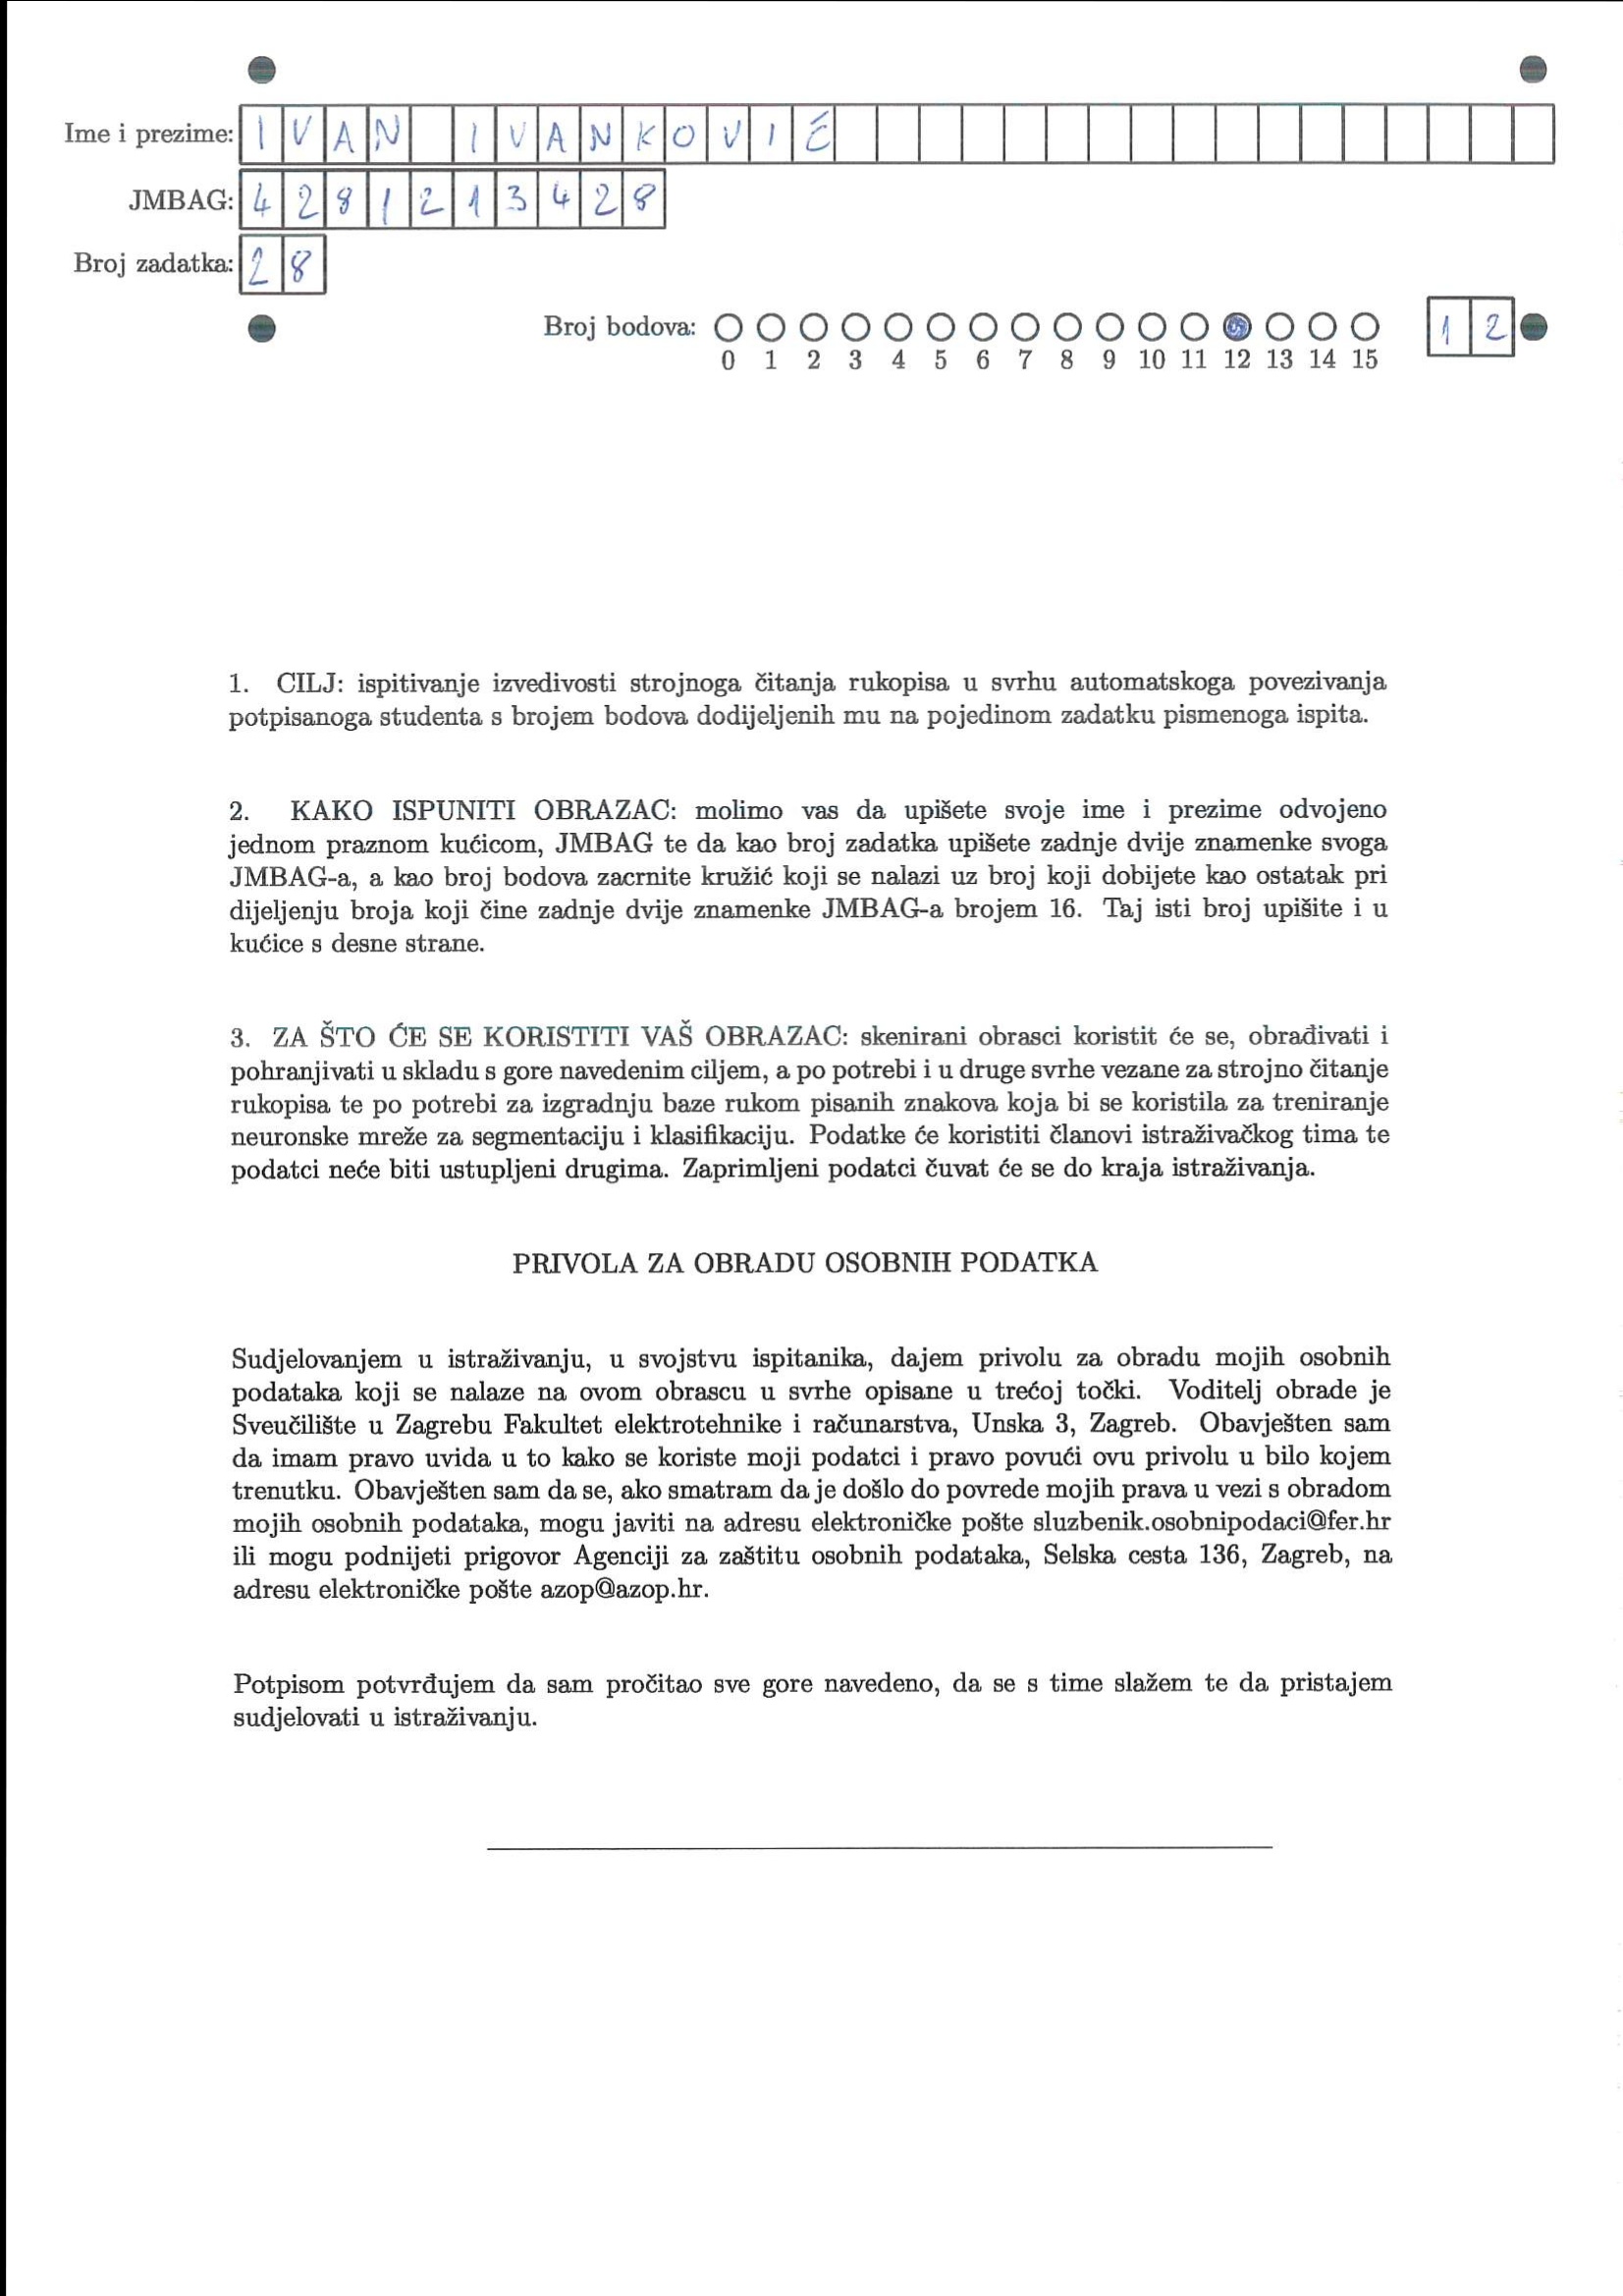 Ime i prezime: IVAN IVANKOVIĆ
JMBAG: 4281213428
Broj zadatka: 28
Broj bodova: 12
0 1 2 3 4 5 6 7 8 9 10 11 12 13 14 15
1. CILJ: ispitivanje izvedivosti strojnoga čitanja rukopisa u svrhu automatskoga povezivanja
potpisanoga studenta s brojem bodova dodijeljenih mu na pojedinom zadatku pismenoga ispita.
2. KAKO ISPUNITI OBRAZAC: molimo vas da upišete svoje ime i prezime odvojeno
jednom praznom kućicom, JMBAG te da kao broj zadatka upišete zadnje dvije znamenke svoga
JMBAG-a, a kao broj bodova zacrnite kružić koji se nalazi uz broj koji dobijete kao ostatak pri
dijeljenju broja koji čine zadnje dvije znamenke JMBAG-a brojem 16. Taj isti broj upišite i u
kućice s desne strane.
3. ZA ŠTO ĆE SE KORISTITI VAŠ OBRAZAC: skenirani obrasci koristit će se, obrađivati i
pohranjivati u skladu s gore navedenim ciljem, a po potrebi i u druge svrhe vezane za strojno čitanje
rukopisa te po potrebi za izgradnju baze rukom pisanih znakova koja bi se koristila za treniranje
neuronske mreže za segmentaciju i klasifikaciju. Podatke će koristiti članovi istraživačkog tima te
podatci neće biti ustupljeni drugima. Zaprimljeni podatci čuvat će se do kraja istraživanja.
PRIVOLA ZA OBRADU OSOBNIH PODATKA
Sudjelovanjem u istraživanju, u svojstvu ispitanika, dajem privolu za obradu mojih osobnih
podataka koji se nalaze na ovom obrascu u svrhe opisane u trećoj točki. Voditelj obrade je
Sveučilište u Zagrebu Fakultet elektrotehnike i računarstva, Unska 3, Zagreb. Obavješten sam
da imam pravo uvida u to kako se koriste moji podatci i pravo povući ovu privolu u bilo kojem
trenutku. Obavješten sam da se, ako smatram da je došlo do povrede mojih prava u vezi s obradom
mojih osobnih podataka, mogu javiti na adresu elektroničke pošte sluzbenik.osobnipodaci@fer.hr
ili mogu podnijeti prigovor Agenciji za zaštitu osobnih podataka, Selska cesta 136, Zagreb, na
adresu elektroničke pošte azop@azop.hr.
Potpisom potvrđujem da sam pročitao sve gore navedeno, da se s time slažem te da pristajem
sudjelovati u istraživanju.